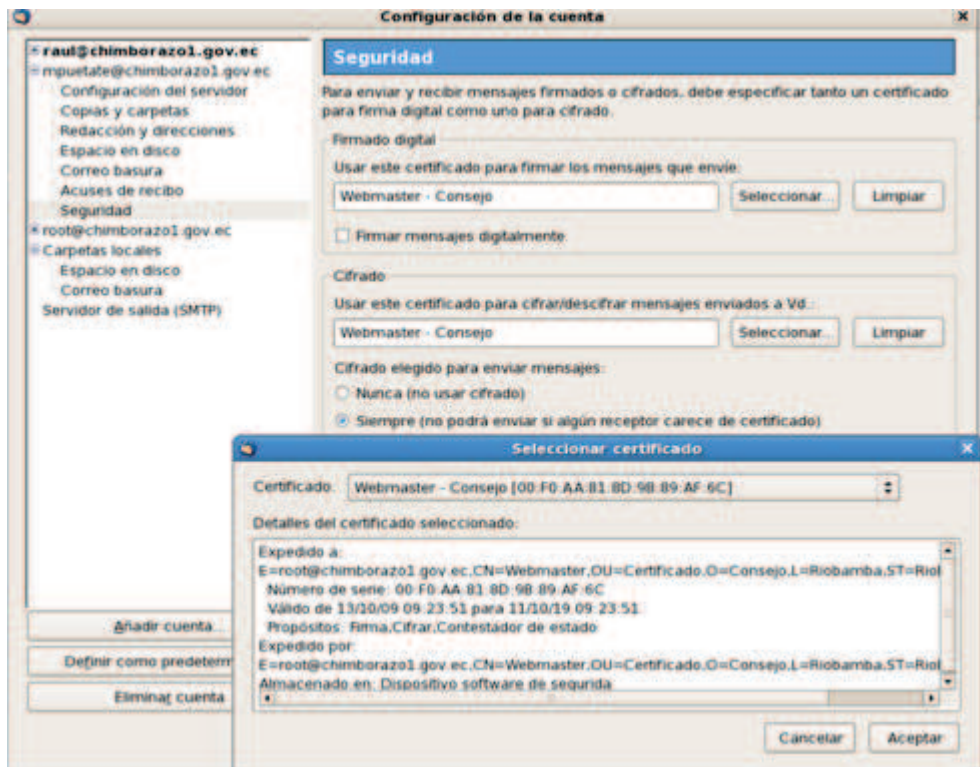 Configuración de la cuenta
raul@chimborazo1.gov.ec
mpuetate@chimborazo1.gov.ec
Configuración del servidor
Copias y carpetas
Redacción y direcciones
Espacio en disco
Correo basura
Acuses de recibo
Seguridad
root@chimborazo1.gov.ec
Carpetas locales
Espacio en disco
Correo basura
Servidor de salida (SMTP)
Añadir cuenta...
Definir como predeterm
Eliminar cuenta
Seguridad
Para enviar y recibir mensajes firmados o cifrados, debe especificar tanto un certificado
para firma digital como uno para cifrado.
Firmado digital
Usar este certificado para firmar los mensajes que envíe:
Webmaster - Consejo
Seleccionar...
Limpiar
Firmar mensajes digitalmente
Cifrado
Usar este certificado para cifrar/descifrar mensajes enviados a Vd.:
Webmaster - Consejo
Seleccionar...
Limpiar
Cifrado elegido para enviar mensajes:
Nunca (no usar cifrado)
Siempre (no podrá enviar si algún receptor carece de certificado)
Seleccionar certificado
Certificado: Webmaster - Consejo [00:F0:AA:81:8D:98:89:AF:6C]
Detalles del certificado seleccionado:
Expedido a:
E=root@chimborazo1.gov.ec,CN=Webmaster,OU=Certificado,O=Consejo,L=Riobamba,ST=Riol
Número de serie: 00:F0:AA:81:8D:98:89:AF:6C
Válido de 13/10/09 09:23:51 para 11/10/19 09:23:51
Propósitos: Firma,Cifrar,Contestador de estado
Expedido por:
E=root@chimborazo1.gov.ec,CN=Webmaster,OU=Certificado,O=Consejo,L=Riobamba,ST=Riol
Almacenado en: Dispositivo software de segurida
Cancelar
Aceptar